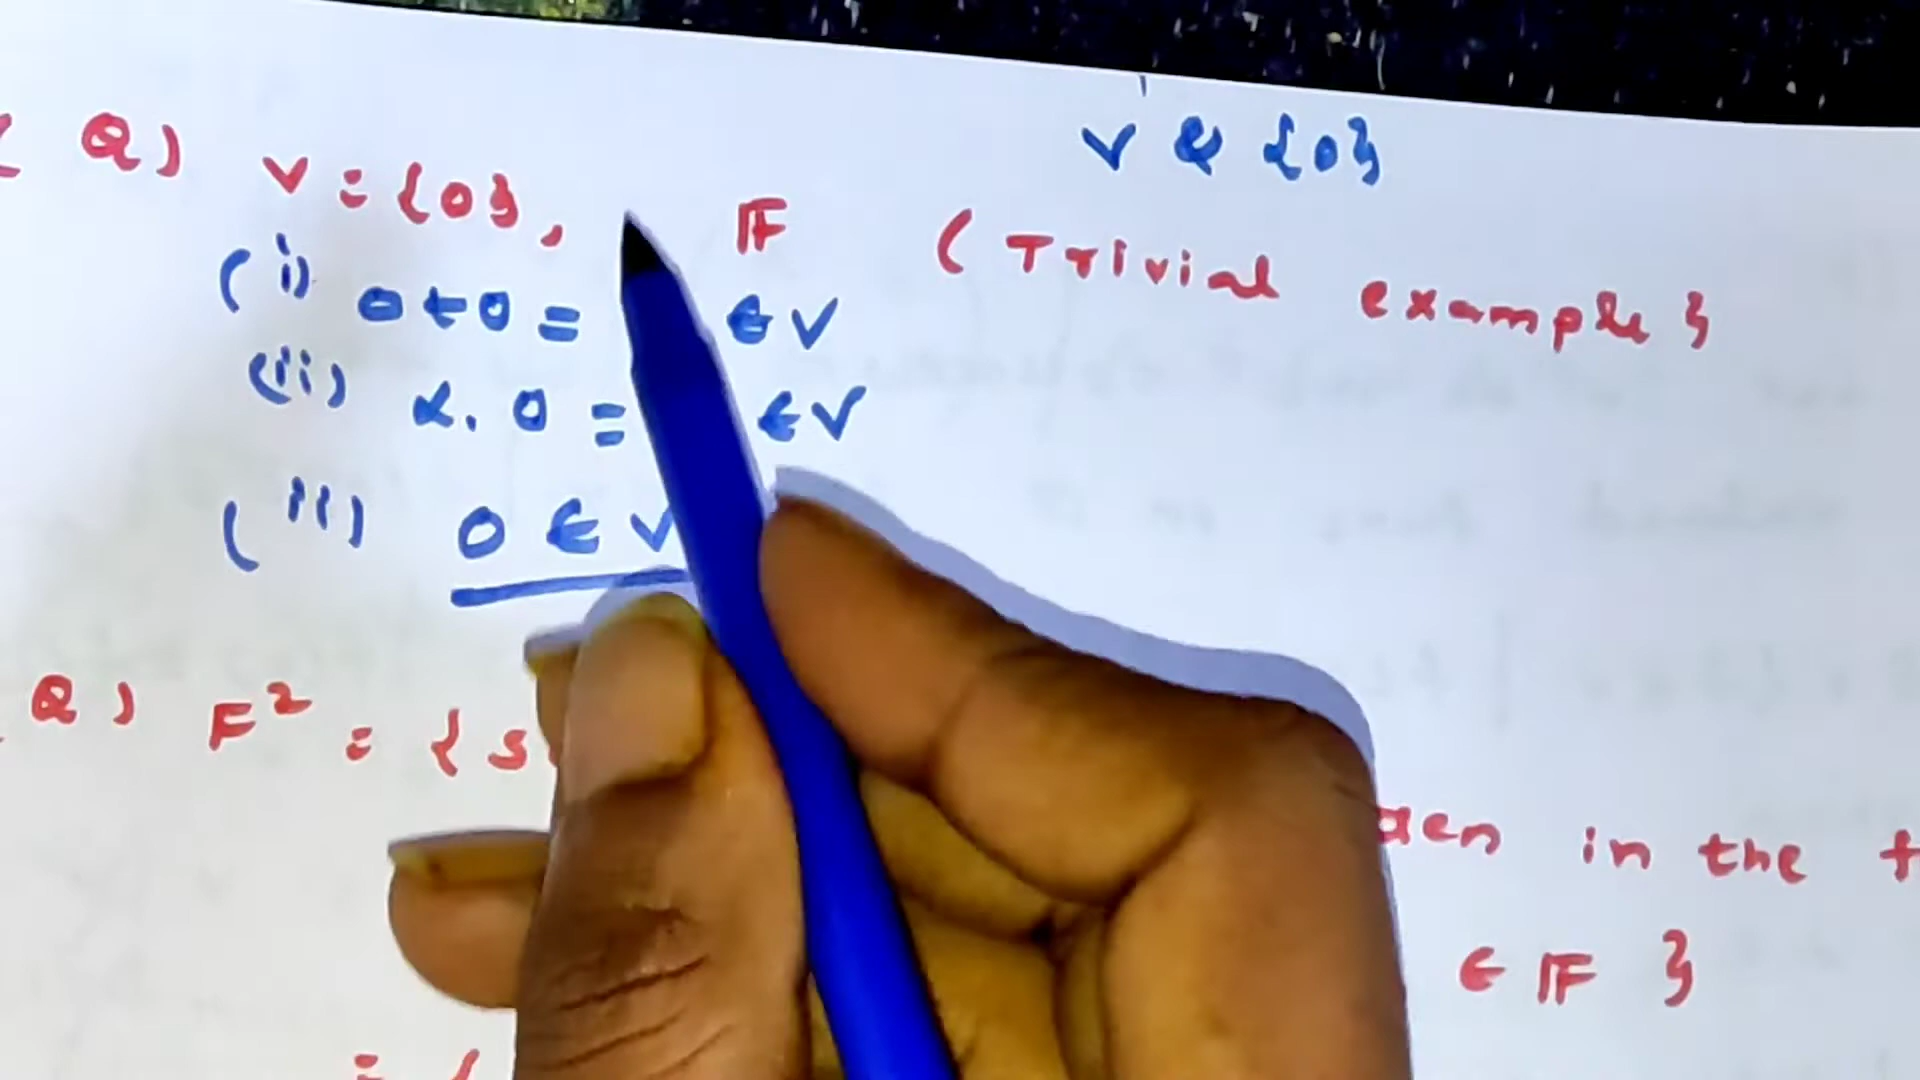 V & {0}
Q) V = {0}, F (Trivial example)
(i) 0+0 = ∈ V
(ii) α. 0 = ∈ V
(iii) 0 ∈ V
Q) F² = {
in the
∈ F }